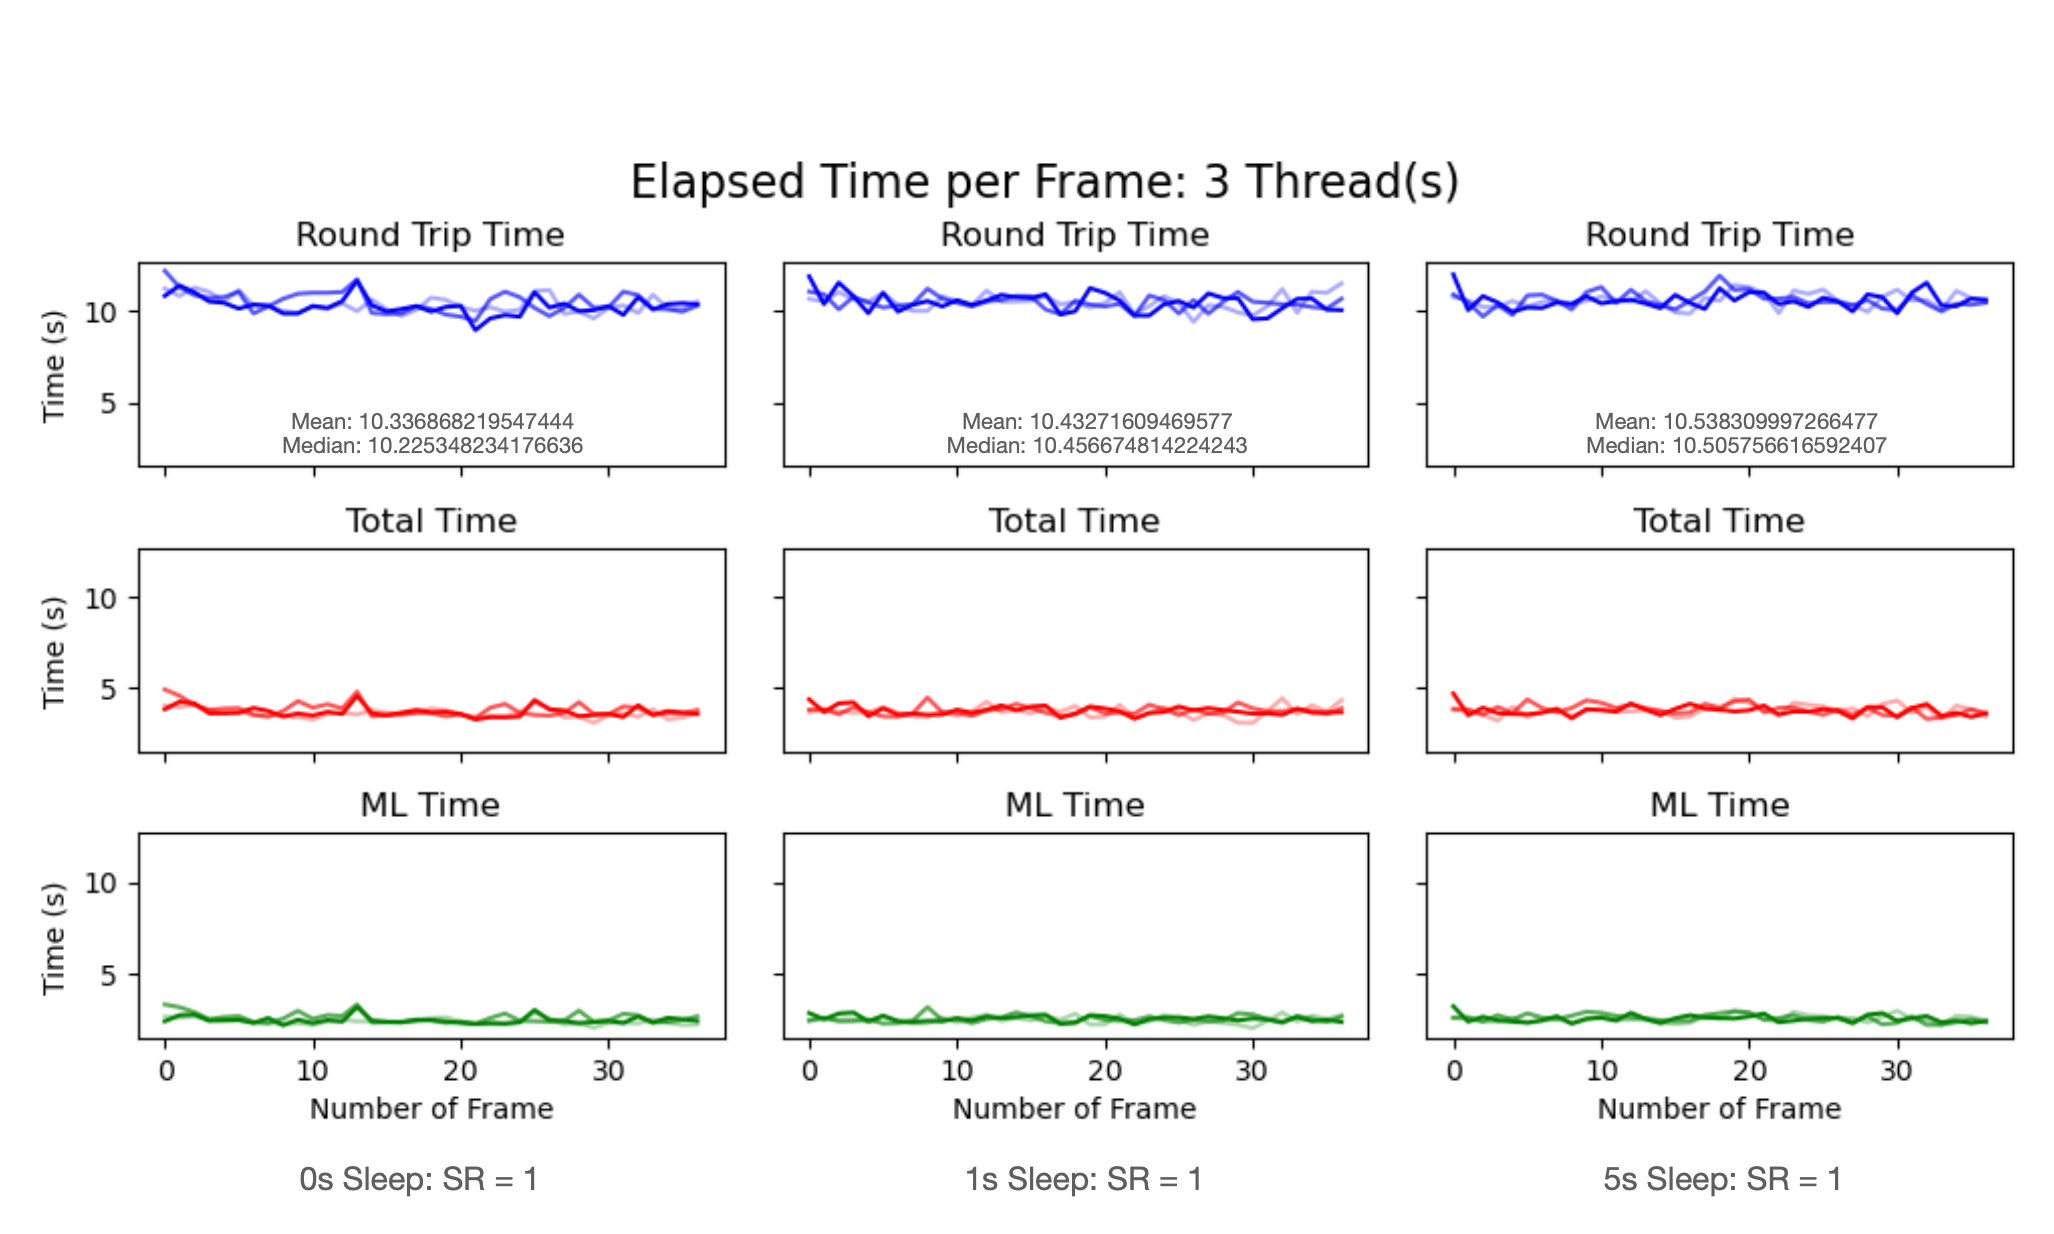 Elapsed Time per Frame: 3 Thread(s)
Round Trip Time
Round Trip Time
Round Trip Time
Time (s)
10
5
Mean: 10.336868219547444
Median: 10.225348234176636
Mean: 10.43271609469577
Median: 10.456674814224243
Mean: 10.538309997266477
Median: 10.505756616592407
Total Time
Total Time
Total Time
Time (s)
10
5
ML Time
ML Time
ML Time
Time (s)
10
5
0 10 20 30
0 10 20 30
0 10 20 30
Number of Frame
Number of Frame
Number of Frame
0s Sleep: SR = 1
1s Sleep: SR = 1
5s Sleep: SR = 1